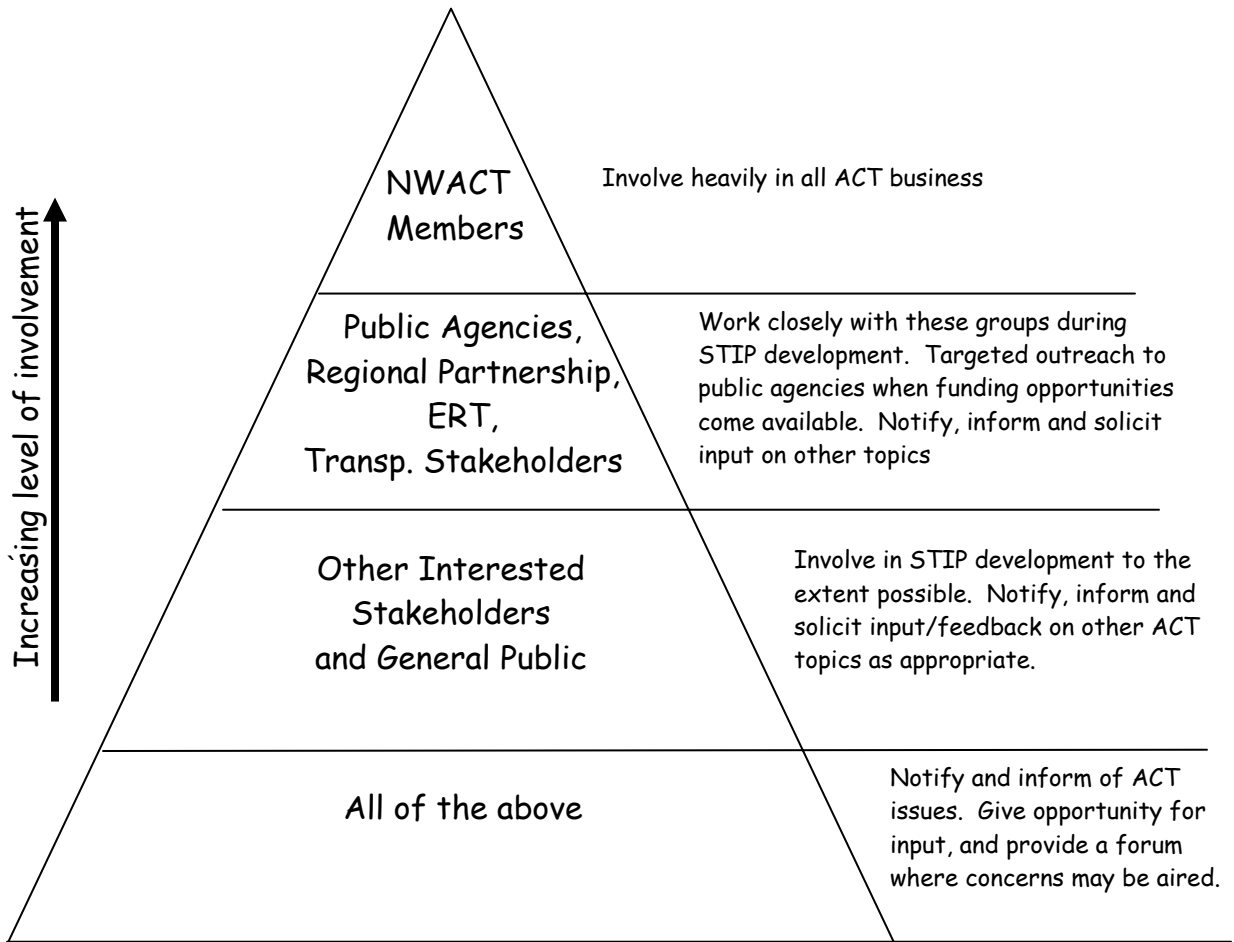 NWACT
Members
Involve heavily in all ACT business
Increasing level of involvement
Public Agencies,
Regional Partnership,
ERT,
Transp. Stakeholders
Work closely with these groups during
STIP development.  Targeted outreach to
public agencies when funding opportunities
come available.  Notify, inform and solicit
input on other topics
Other Interested
Stakeholders
and General Public
Involve in STIP development to the
extent possible.  Notify, inform and
solicit input/feedback on other ACT
topics as appropriate.
All of the above
Notify and inform of ACT
issues.  Give opportunity for
input, and provide a forum
where concerns may be aired.